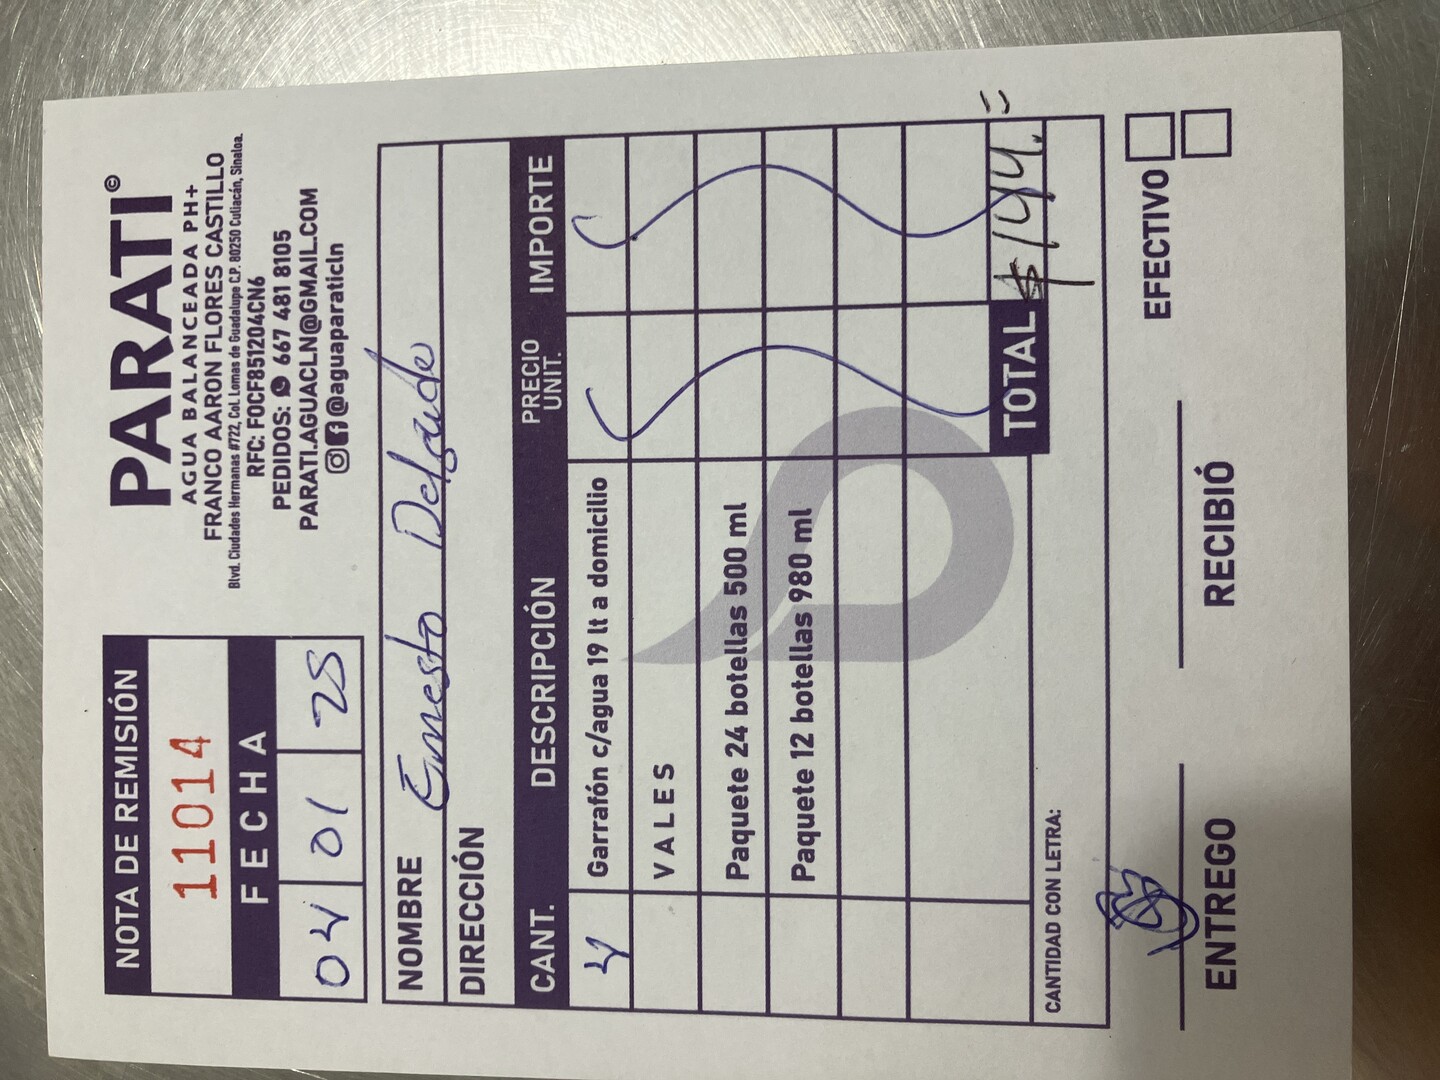 PARATI©
AGUA BALANCEADA PH+
FRANCO AARON FLORES CASTILLO
Blvd. Ciudades Hermanas #722, Col. Lomas de Guadalupe C.P. 80250 Culiacán, Sinaloa.
RFC: FOCF851204CN6
PEDIDOS: 667 481 8105
PARATI.AGUACLN@GMAIL.COM
@aguaparaticln
NOTA DE REMISIÓN
11014
FECHA
04 01 28
NOMBRE Ernesto Delgado
DIRECCIÓN
CANT. DESCRIPCIÓN PRECIO UNIT. IMPORTE
4 Garrafón c/agua 19 lt a domicilio
VALES
Paquete 24 botellas 500 ml
Paquete 12 botellas 980 ml
TOTAL $144.=
CANTIDAD CON LETRA:
ENTREGO RECIBIÓ EFECTIVO